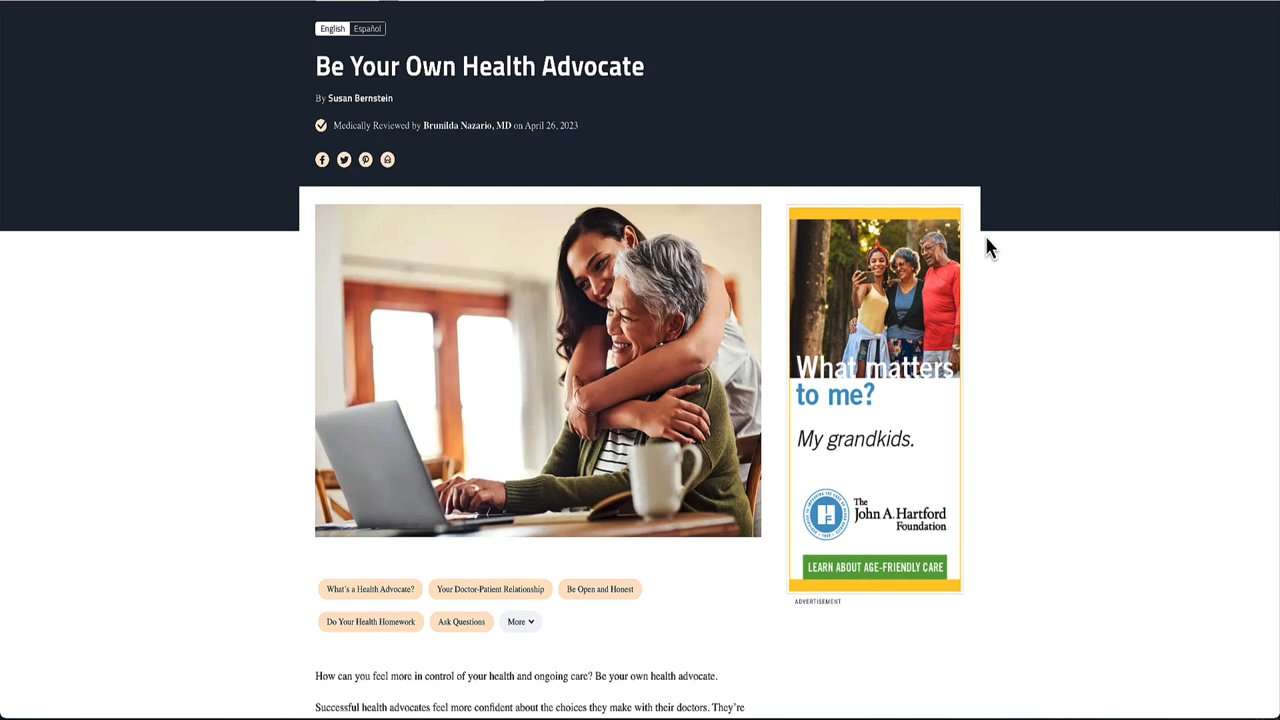 English Español
Be Your Own Health Advocate
By Susan Bernstein
Medically Reviewed by Brunilda Nazario, MD on April 26, 2023
What matters
to me?
My grandkids.
The
John A. Hartford
Foundation
LEARN ABOUT AGE-FRIENDLY CARE
ADVERTISEMENT
What's a Health Advocate? Your Doctor-Patient Relationship Be Open and Honest
Do Your Health Homework Ask Questions More
How can you feel more in control of your health and ongoing care? Be your own health advocate.
Successful health advocates feel more confident about the choices they make with their doctors. They're